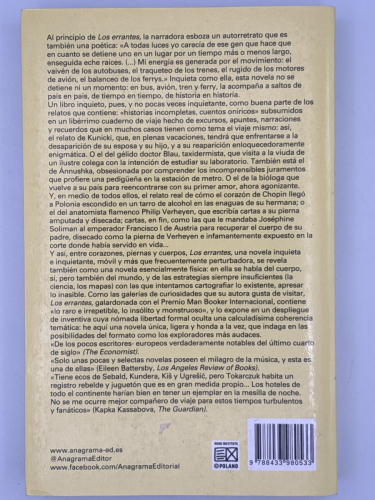 Al principio de Los errantes, la narradora esboza un autorretrato que es
también una poética: «A todas luces yo carecía de ese gen que hace que
en cuanto se detiene uno en un lugar por un tiempo más o menos largo,
enseguida eche raíces. (...) Mi energía es generada por el movimiento: el
vaivén de los autobuses, el traqueteo de los trenes, el rugido de los motores
de avión, el balanceo de los ferrys.» Inquieta como ella, esta novela no se
detiene ni un momento: en bus, avión, tren y ferry, la acompaña a saltos de
país en país, de tiempo en tiempo, de historia en historia.
Un libro inquieto, pues, y no pocas veces inquietante, como buena parte de los
relatos que contiene: «historias incompletas, cuentos oníricos» subsumidos
en un libérrimo cuaderno de viaje hecho de excursos, apuntes, narraciones
y recuerdos que en muchos casos tienen como tema el viaje mismo: así,
el relato de Kunicki, que, en plenas vacaciones, tendrá que enfrentarse a la
desaparición de su esposa y su hijo, y a su reaparición enloquecedoramente
enigmática. O el del gélido doctor Blau, taxidermista, que visita a la viuda de
un ilustre colega con la intención de estudiar su laboratorio. También está el
de Ánnushka, obsesionada por comprender los incomprensibles juramentos
que profiere una pedigüeña en la estación de metro. O el de la bióloga que
vuelve a su país para reencontrarse con su primer amor, ahora agonizante.
Y, en medio de todos ellos, el relato real de cómo el corazón de Chopin llegó
a Polonia escondido en un tarro de alcohol en las enaguas de su hermana; o
el del anatomista flamenco Philip Verheyen, que escribía cartas a su pierna
amputada y disecada; cartas, en fin, como las que le mandaba Joséphine
Soliman al emperador Francisco I de Austria para recuperar el cuerpo de su
padre, disecado como la pierna de Verheyen e infamantemente expuesto en la
corte donde había servido en vida...
Y así, entre corazones, piernas y cuerpos, Los errantes, una novela inquieta
e inquietante, móvil y más que frecuentemente perturbadora, se revela
también como una novela esencialmente física: en ella se habla del cuerpo,
sí, pero también del mundo, y de las estrategias siempre insuficientes (la
ciencia, los mapas) con las que intentamos cartografiar lo existente, apresar
lo inasible. Como las galerías de curiosidades que su autora gusta de visitar,
Los errantes, galardonada con el Premio Man Booker International, contiene
«lo raro e irrepetible, lo insólito y monstruoso», y lo expone en un despliegue
de inventiva cuya nómada libertad formal oculta una calculadísima coherencia
temática: he aquí una novela única, ligera y honda a la vez, que indaga en las
posibilidades del formato como los exploradores más audaces.
«De los pocos escritores europeos verdaderamente notables del último cuarto
de siglo» (The Economist).
«Solo unas pocas y selectas novelas poseen el milagro de la música, y esta es
una de ellas» (Eileen Battersby, Los Angeles Review of Books).
«Tiene ecos de Sebald, Kundera, Kiš y Ugrešić, pero Tokarczuk habita un
registro rebelde y juguetón que es en gran medida propio... Los hoteles de
todo el continente harían bien en tener un ejemplar en la mesilla de noche.
No se me ocurre mejor compañero de viaje para estos tiempos turbulentos
y fanáticos» (Kapka Kassabova, The Guardian).
www.anagrama-ed.es
@AnagramaEditor
www.facebook.com/AnagramaEditorial
BOOK INSTITUTE
©POLAND
9 788433 980533